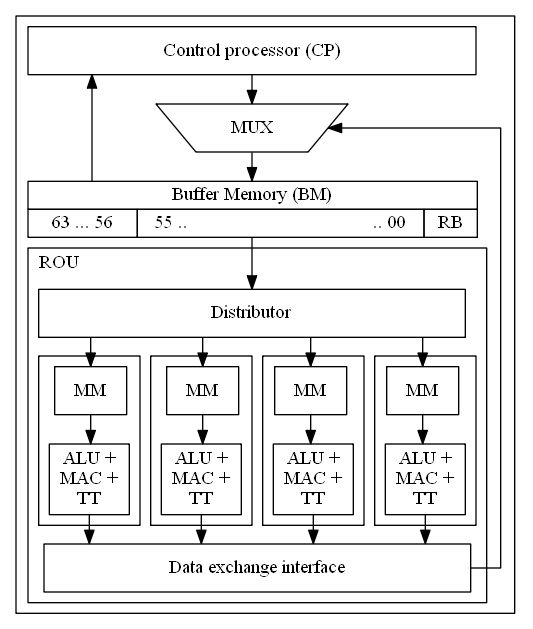 Control processor (CP)
MUX
Buffer Memory (BM)
63 ... 56 55 .. .. 00 RB
ROU
Distributor
MM MM MM MM
ALU + ALU + ALU + ALU +
MAC + MAC + MAC + MAC +
TT TT TT TT
Data exchange interface